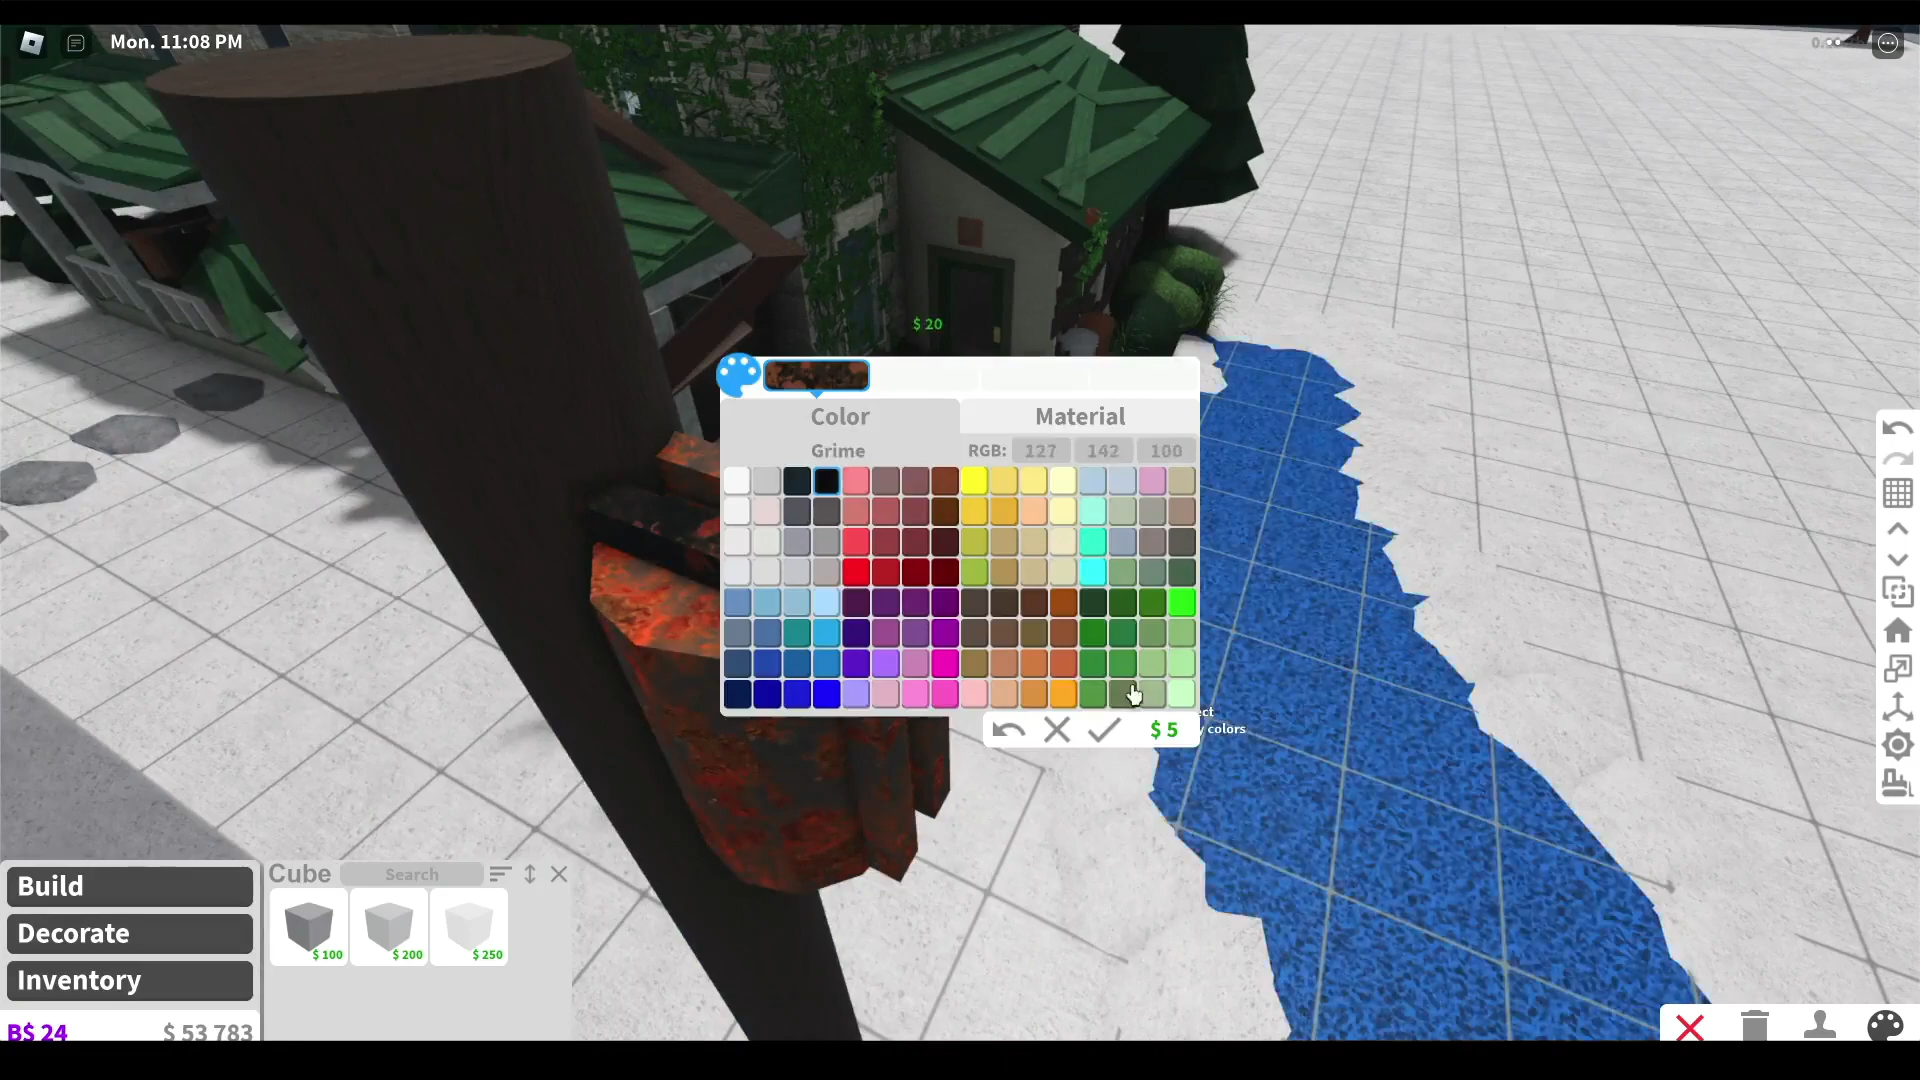 Mon. 11:08 PM
$ 20
Color
Material
Grime
RGB:
127
142
100
ect
colors
$ 5
Build
Decorate
Inventory
B$ 24
$ 53 783
Cube
Search
$ 100
$ 200
$ 250